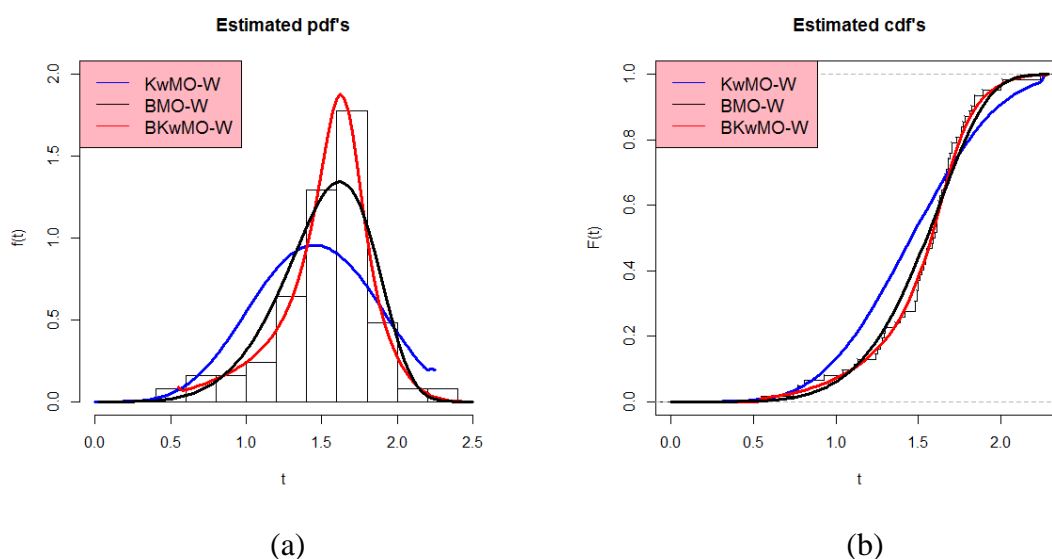 Estimated pdf's
KwMO-W
BMO-W
BKwMO-W
f(t)
2.0
1.5
1.0
0.5
0.0
0.0 0.5 1.0 1.5 2.0 2.5
t
(a)
Estimated cdf's
KwMO-W
BMO-W
BKwMO-W
F(t)
1.0
0.8
0.6
0.4
0.2
0.0
0.0 0.5 1.0 1.5 2.0
t
(b)